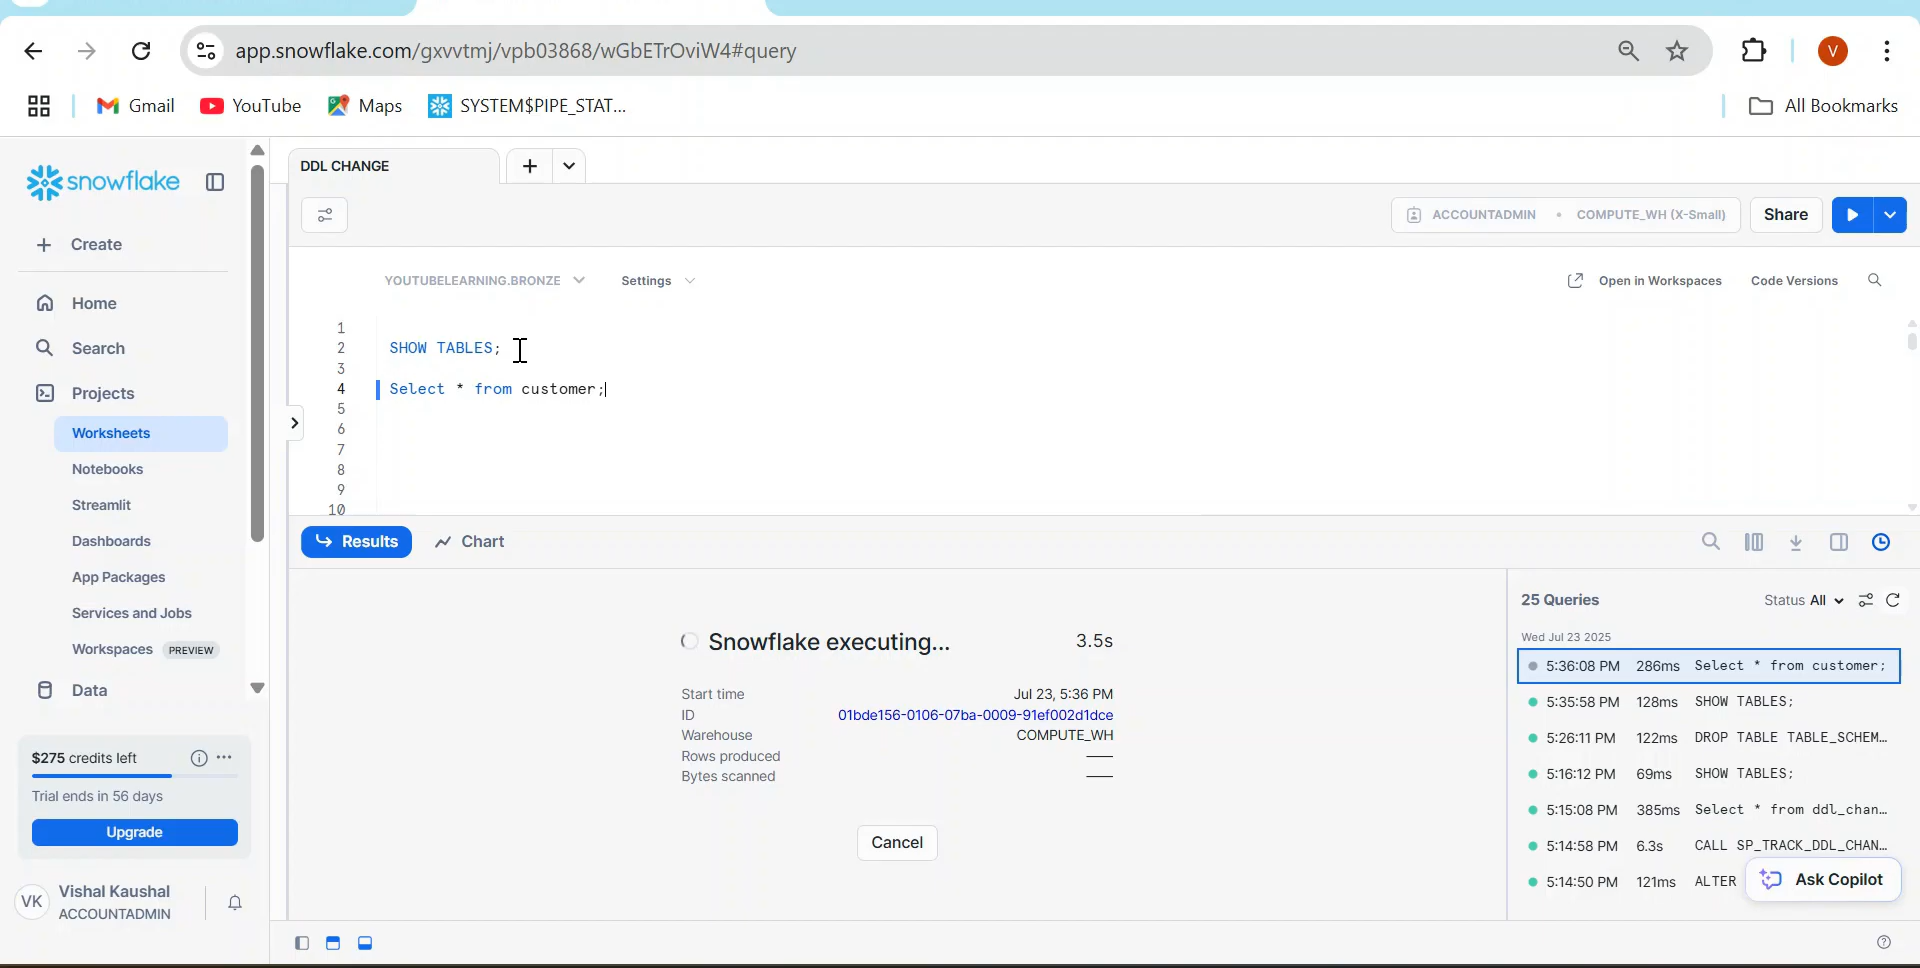 app.snowflake.com/gxvvtmj/vpb03868/wGbETrOviW4#query
V
Gmail
YouTube
Maps
SYSTEM$PIPE_STAT...
All Bookmarks
snowflake
DDL CHANGE
ACCOUNTADMIN • COMPUTE_WH (X-Small)
Share
Create
Home
Search
Projects
Worksheets
Notebooks
Streamlit
Dashboards
App Packages
Services and Jobs
Workspaces PREVIEW
Data
$275 credits left
Trial ends in 56 days
Upgrade
VK
Vishal Kaushal
ACCOUNTADMIN
YOUTUBELEARNING.BRONZE
Settings
Open in Workspaces
Code Versions
1
2 SHOW TABLES;
3
4 Select * from customer;
5
6
7
8
9
10
Results
Chart
Snowflake executing... 3.5s
Start time Jul 23, 5:36 PM
ID 01bde156-0106-07ba-0009-91ef002d1dce
Warehouse COMPUTE_WH
Rows produced
Bytes scanned
Cancel
25 Queries
Status All
Wed Jul 23 2025
5:36:08 PM 286ms Select * from customer;
5:35:58 PM 128ms SHOW TABLES;
5:26:11 PM 122ms DROP TABLE TABLE_SCHEM...
5:16:12 PM 69ms SHOW TABLES;
5:15:08 PM 385ms Select * from ddl_chan...
5:14:58 PM 6.3s CALL SP_TRACK_DDL_CHAN...
5:14:50 PM 121ms ALTER
Ask Copilot